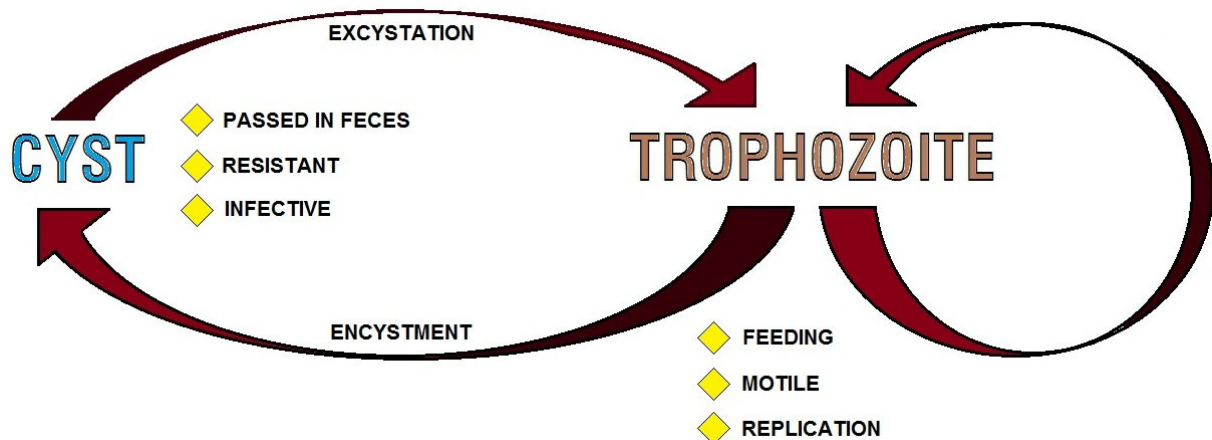 EXCYSTATION
CYST
PASSED IN FECES
RESISTANT
INFECTIVE
TROPHOZOITE
ENCYSTMENT
FEEDING
MOTILE
REPLICATION